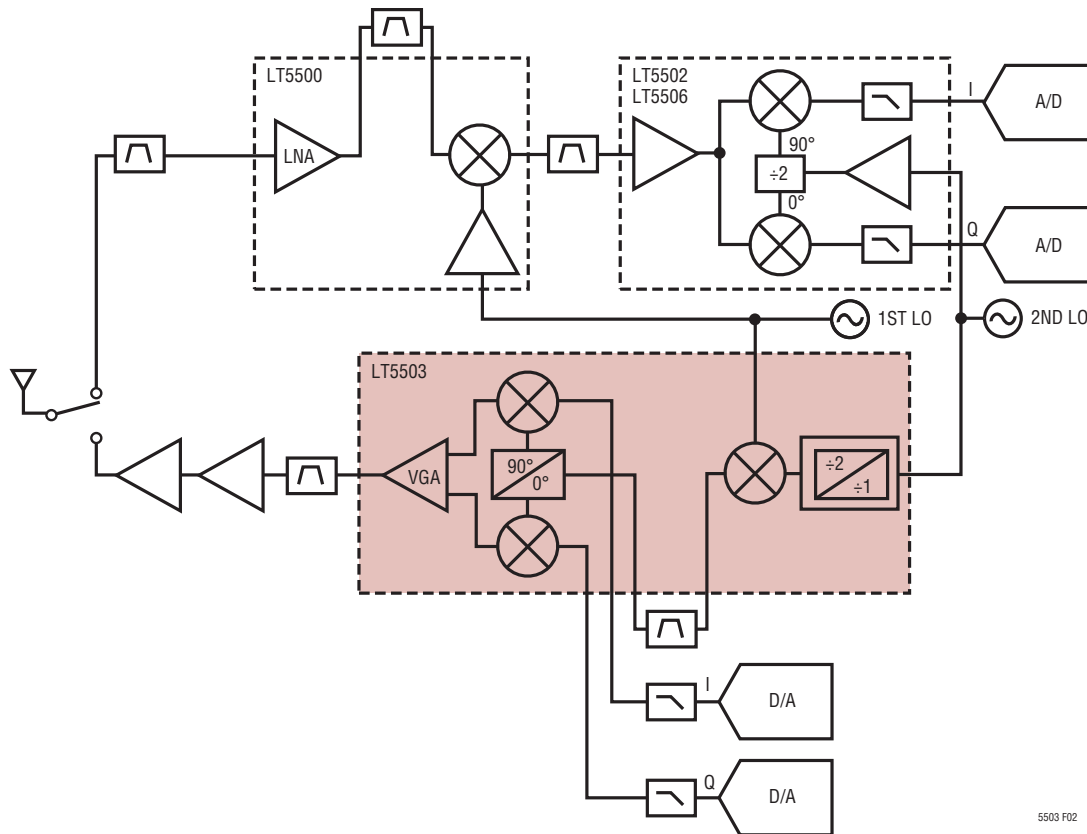 LT5500
LNA
LT5502
LT5506
90°
÷2
0°
I
A/D
Q
A/D
1ST LO
2ND LO
LT5503
VGA
90°
0°
÷2
÷1
I
D/A
Q
D/A
5503 F02